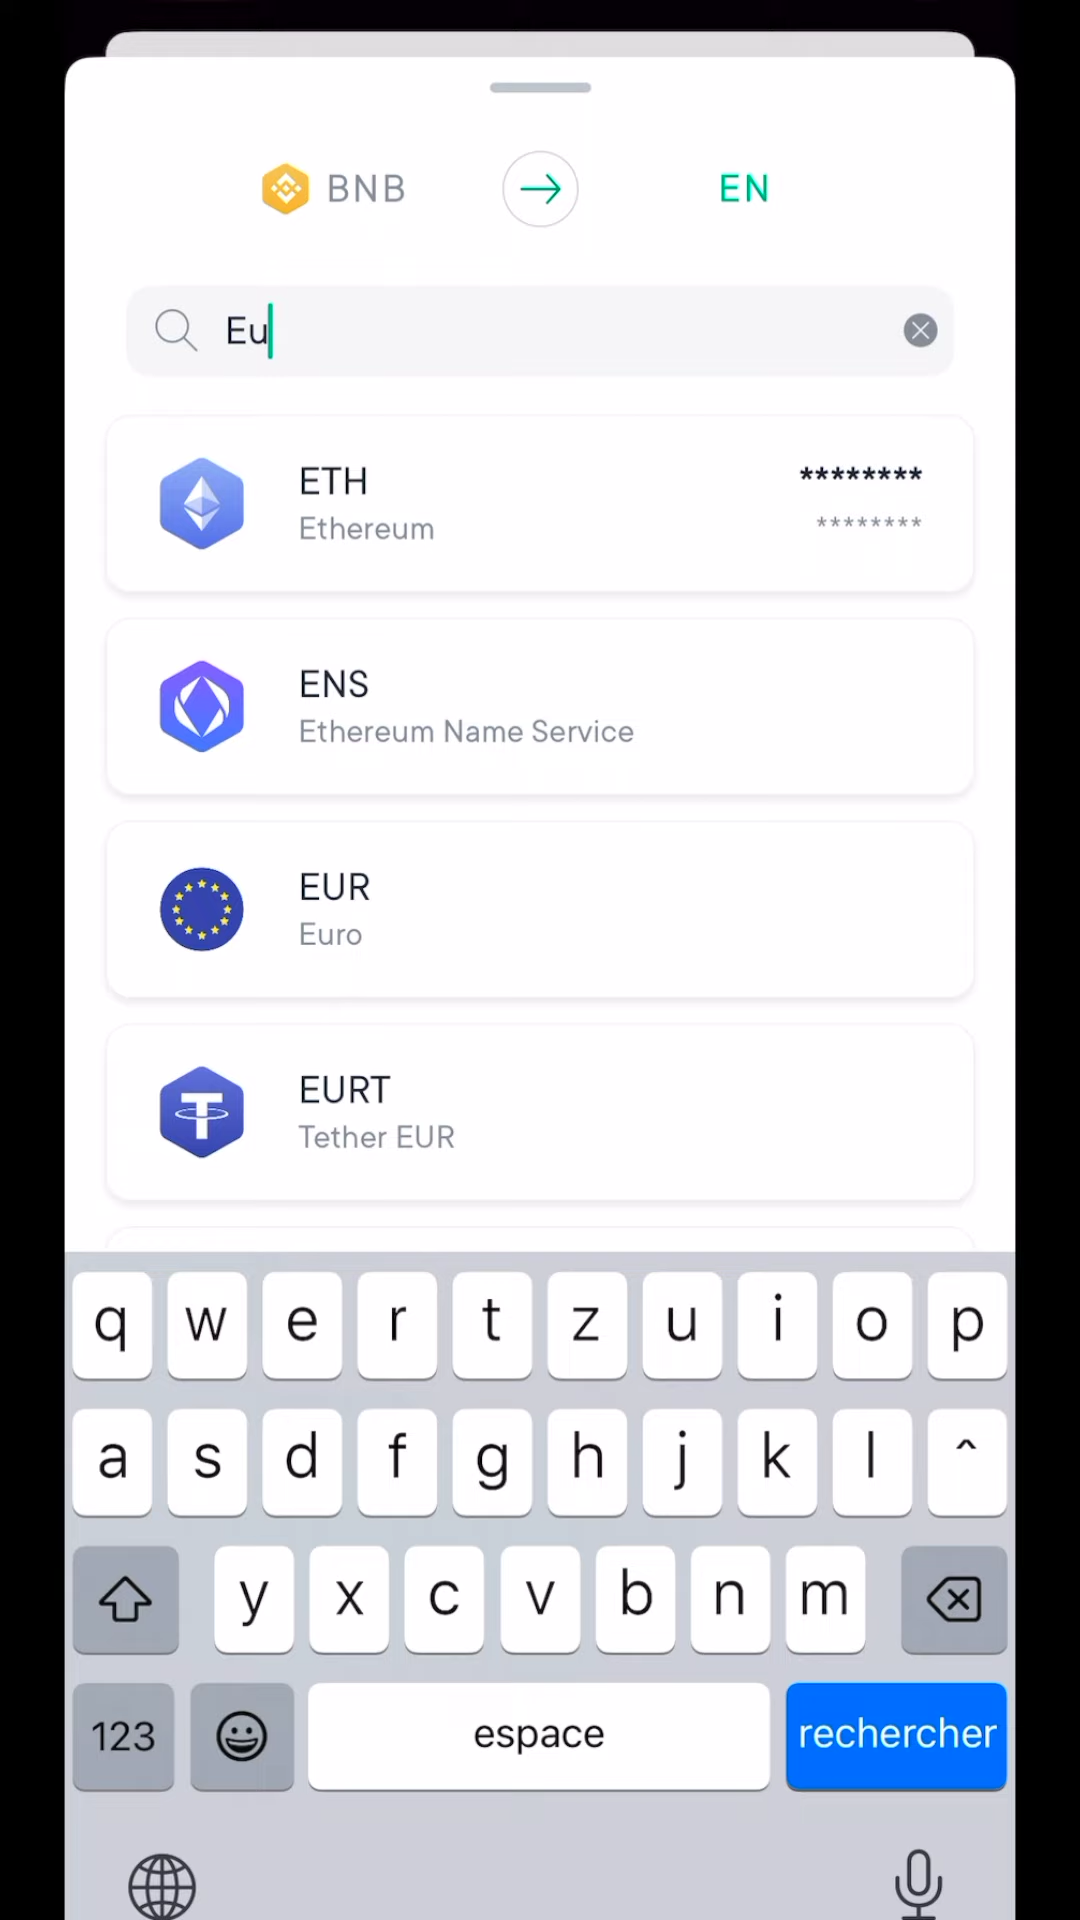 BNB
EN
Eu
ETH
********
Ethereum
********
ENS
Ethereum Name Service
EUR
Euro
EURT
Tether EUR
q w e r t z u i o p
a s d f g h j k l ^
y x c v b n m
123 espace rechercher